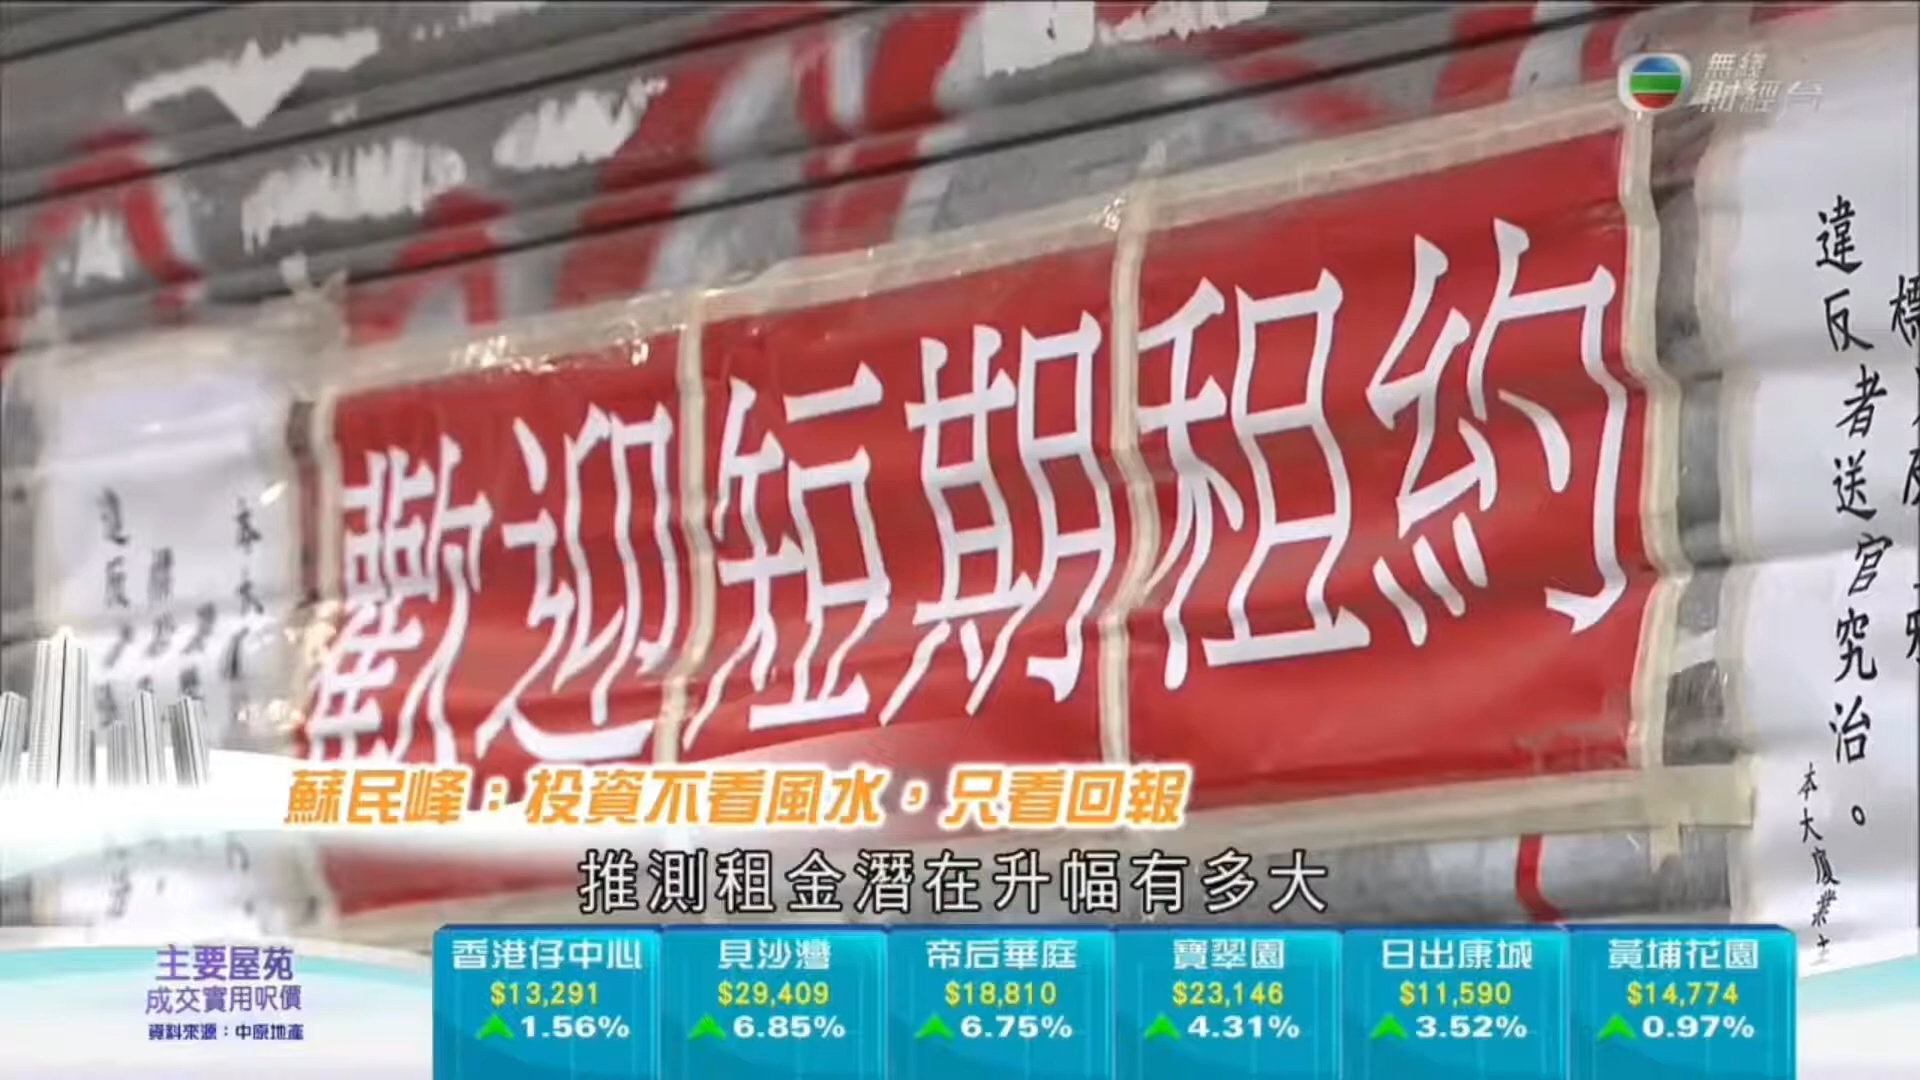 無綫
財經台
歡迎短期租約
違反者送官究治。
本大廈業主
蘇民峰：投資不看風水，只看回報
推測租金潛在升幅有多大
主要屋苑
成交實用呎價
資料來源：中原地產
香港仔中心
$13,291
1.56%
貝沙灣
$29,409
6.85%
帝后華庭
$18,810
6.75%
寶翠園
$23,146
4.31%
日出康城
$11,590
3.52%
黃埔花園
$14,774
0.97%